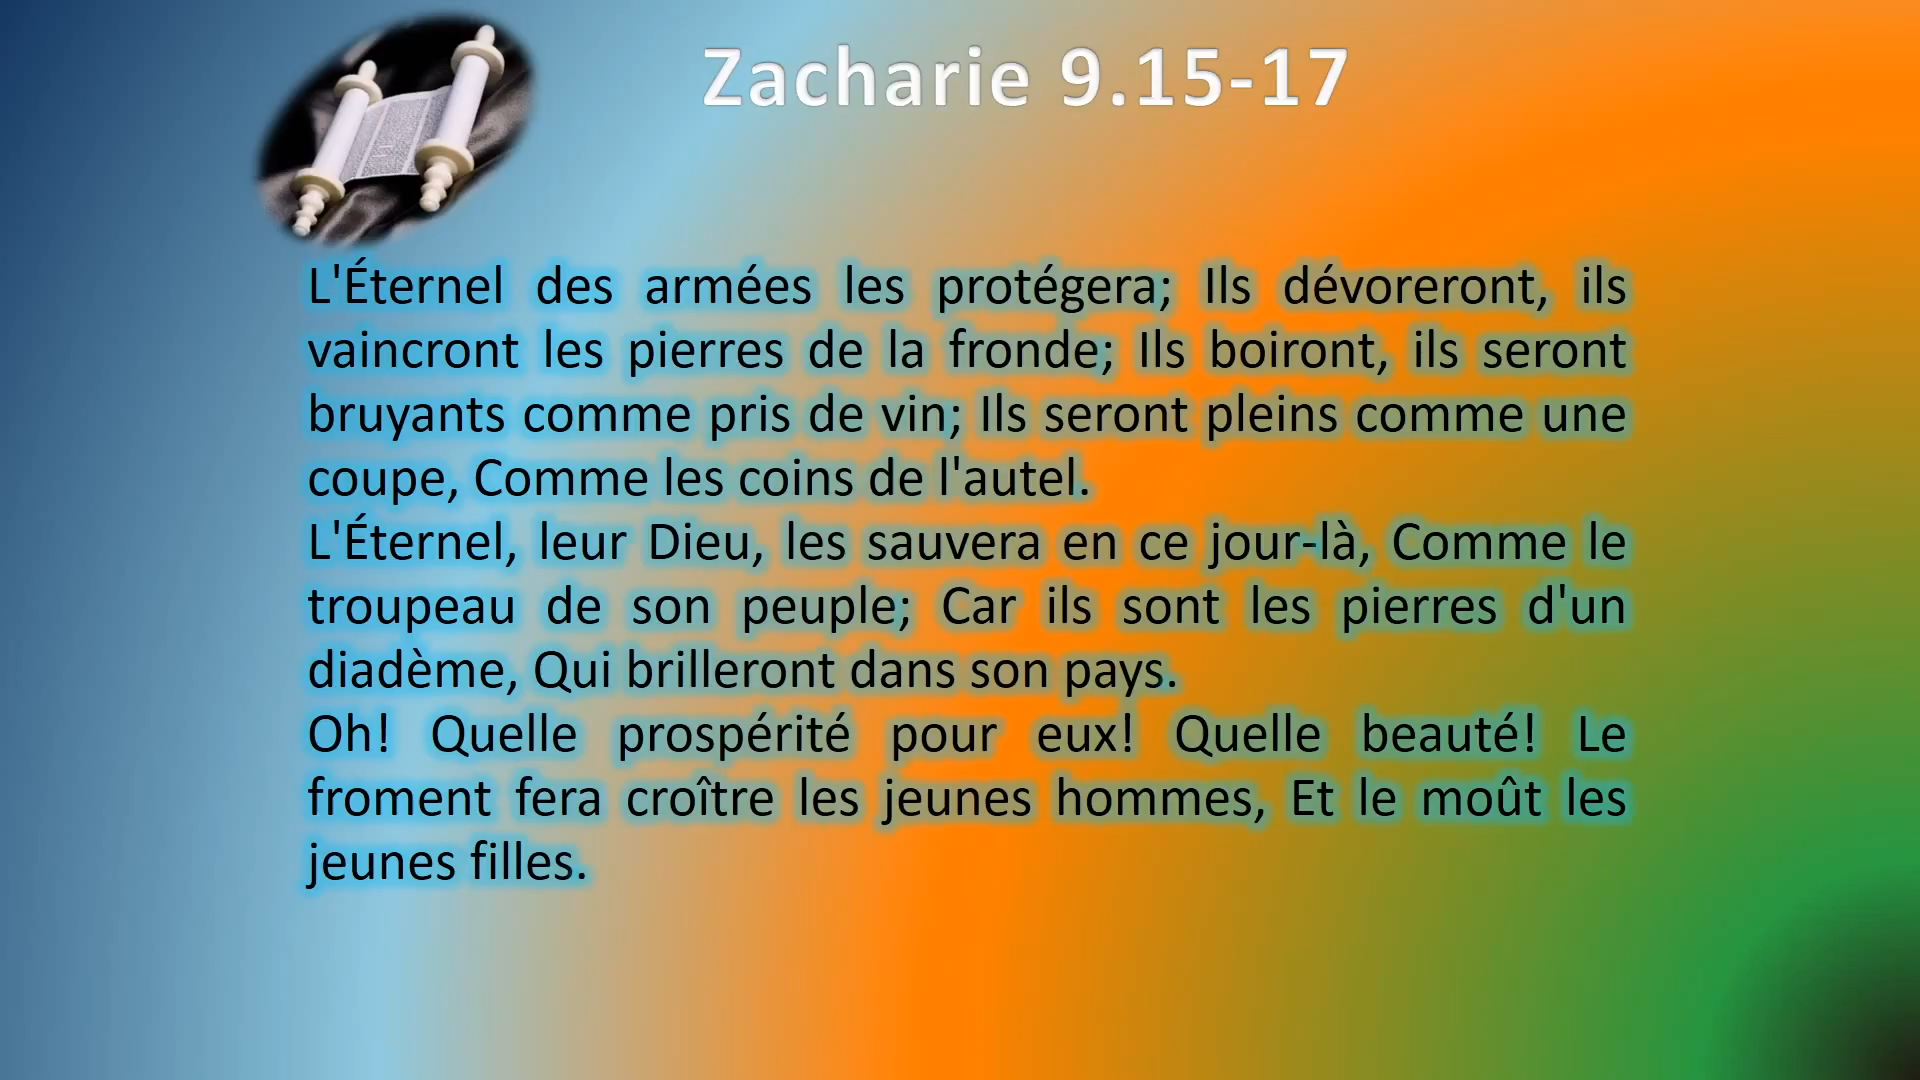 Zacharie 9.15-17
L'Éternel des armées les protégera; Ils dévoreront, ils
vaincront les pierres de la fronde; Ils boiront, ils seront
bruyants comme pris de vin; Ils seront pleins comme une
coupe, Comme les coins de l'autel.
L'Éternel, leur Dieu, les sauvera en ce jour-là, Comme le
troupeau de son peuple; Car ils sont les pierres d'un
diadème, Qui brilleront dans son pays.
Oh! Quelle prospérité pour eux! Quelle beauté! Le
froment fera croître les jeunes hommes, Et le moût les
jeunes filles.